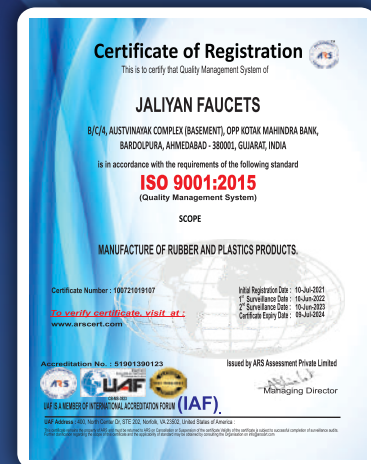 Certificate of Registration
ARS
This is to certify that Quality Management System of
JALIYAN FAUCETS
B/C/4, AUSTVINAYAK COMPLEX (BASEMENT), OPP KOTAK MAHINDRA BANK,
BARDOLPURA, AHMEDABAD - 380001, GUJARAT, INDIA
is in accordance with the requirements of the following standard
ISO 9001:2015
(Quality Management System)
SCOPE
MANUFACTURE OF RUBBER AND PLASTICS PRODUCTS.
Certificate Number : 100721019107
Initial Registration Date : 10-Jul-2021
1st Surveillance Date : 10-Jun-2022
2nd Surveillance Date : 10-Jun-2023
Certificate Expiry Date : 09-Jul-2024
To verify certificate, visit at :
www.arscert.com
Accreditation No. : 51901390123
Issued by ARS Assessment Private Limited
ARS
UAF
Managing Director
UAF IS A MEMBER OF INTERNATIONAL ACCREDITATION FORUM (IAF).
UAF Address : 400, North Center Dr, STE 202, Norfolk, VA 23502, United States of America :